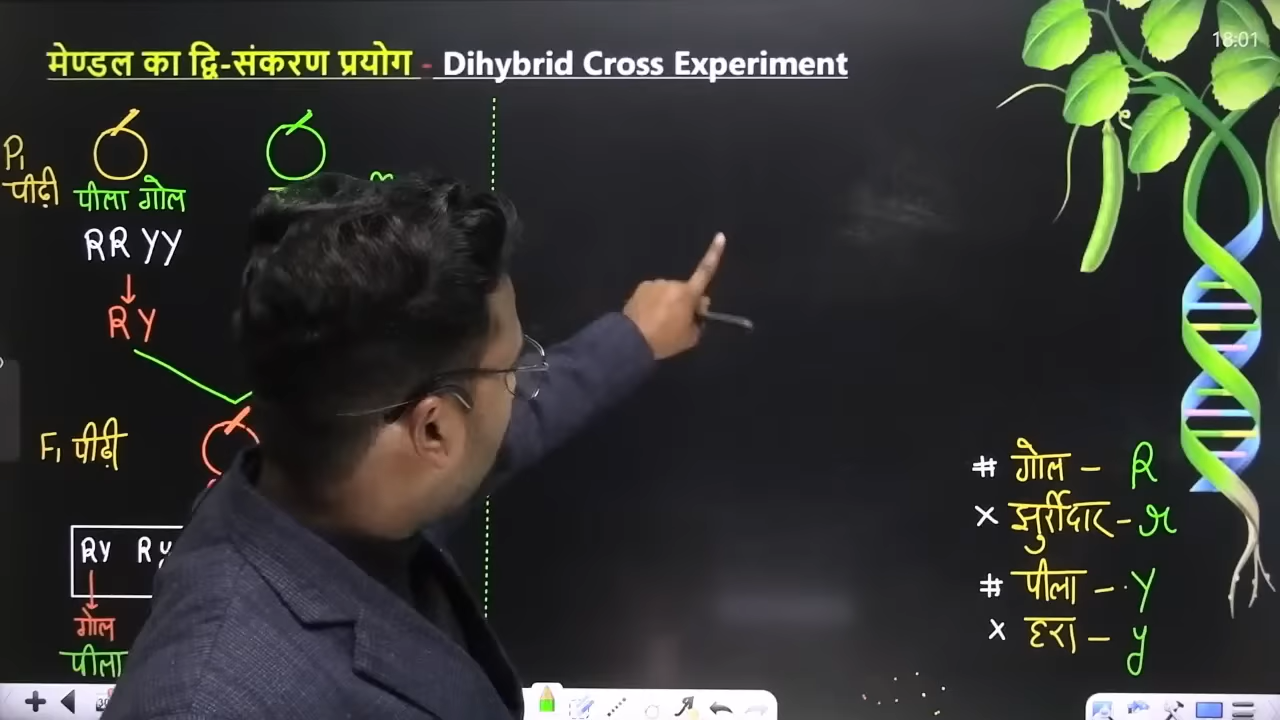 18:01
मेण्डल का द्वि-संकरण प्रयोग - Dihybrid Cross Experiment
P₁
पीढ़ी
पीला गोल
RR YY
↓
R Y
F₁ पीढ़ी
RY Ry
↓
गोल
पीला
# गोल - R
× झुर्रीदार - r
# पीला - Y
× हरा - y